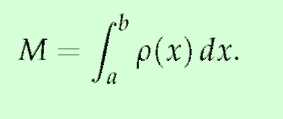 M = ∫_a^b ρ(x) dx.